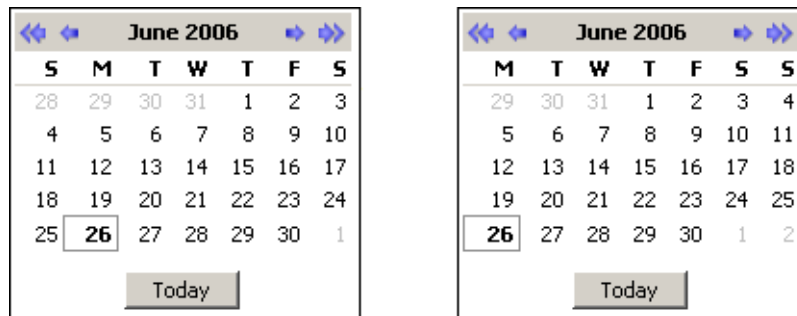 June 2006
S M T W T F S
28 29 30 31 1 2 3
4 5 6 7 8 9 10
11 12 13 14 15 16 17
18 19 20 21 22 23 24
25 26 27 28 29 30 1
Today
June 2006
M T W T F S S
29 30 31 1 2 3 4
5 6 7 8 9 10 11
12 13 14 15 16 17 18
19 20 21 22 23 24 25
26 27 28 29 30 1 2
Today